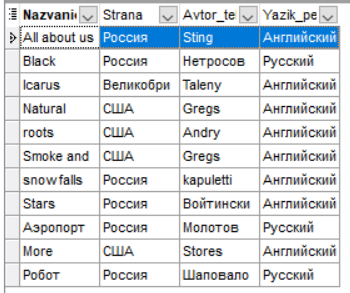 Nazvani Strana Avtor_te Yazik_pe
All about us Россия Sting Английский
Black Россия Нетросов Русский
Icarus Великобри Taleny Английский
Natural США Gregs Английский
roots США Andry Английский
Smoke and США Gregs Английский
snowfalls Россия kapuletti Английский
Stars Россия Войтински Английский
Аэропорт Россия Молотов Русский
More США Stores Английский
Робот Россия Шаповало Русский